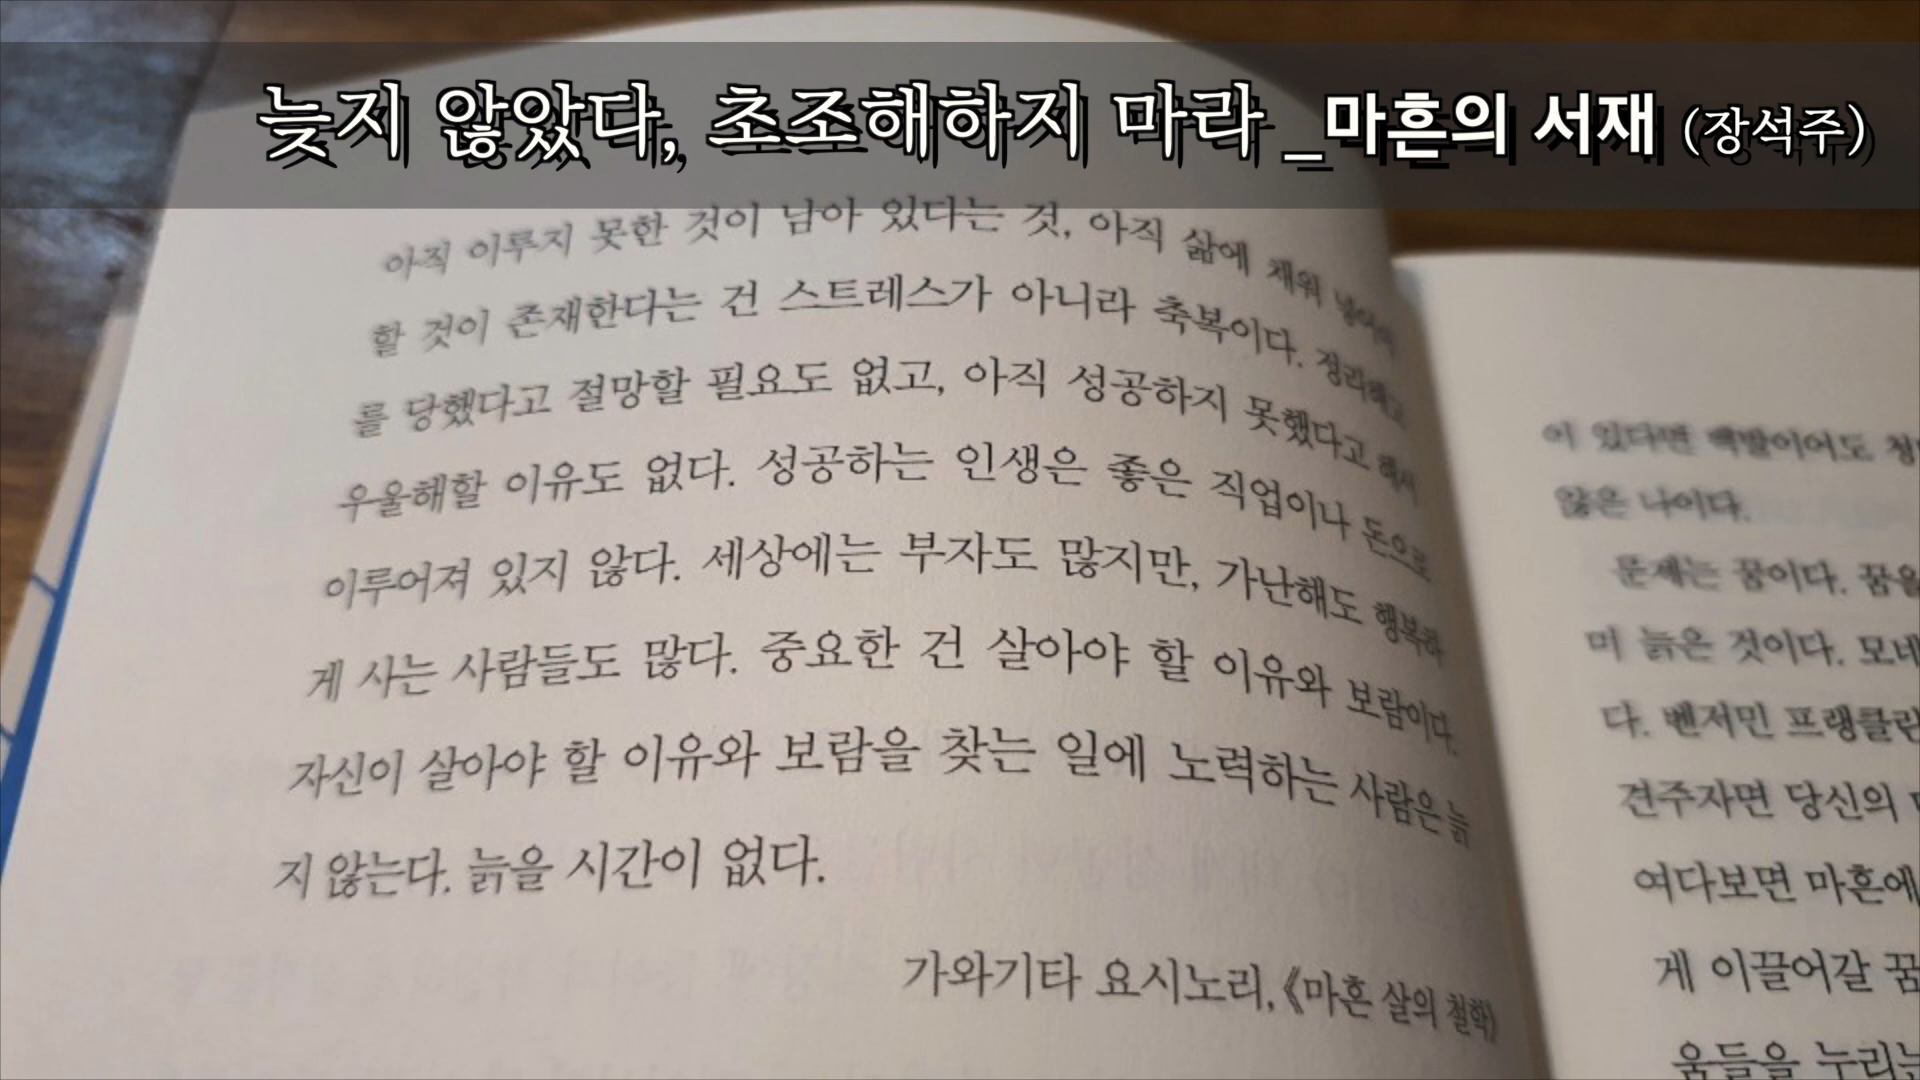 늦지 않았다, 초조해하지 마라 _마흔의 서재 (장석주)
아직 이루지 못한 것이 남아 있다는 것, 아직 삶에 채워 넣어야
할 것이 존재한다는 건 스트레스가 아니라 축복이다. 정리해고
를 당했다고 절망할 필요도 없고, 아직 성공하지 못했다고 해서
우울해할 이유도 없다. 성공하는 인생은 좋은 직업이나 돈으로
이루어져 있지 않다. 세상에는 부자도 많지만, 가난해도 행복하
게 사는 사람들도 많다. 중요한 건 살아야 할 이유와 보람이다.
자신이 살아야 할 이유와 보람을 찾는 일에 노력하는 사람은 늙
지 않는다. 늙을 시간이 없다.
가와기타 요시노리, 《마흔 살의 철학》
이 있다면 백발이어도 청
않은 나이다.
문제는 꿈이다. 꿈을
미 늙은 것이다. 모네
다. 벤저민 프랭클린
견주자면 당신의
여다보면 마흔에
게 이끌어갈 꿈
움들을 누리는